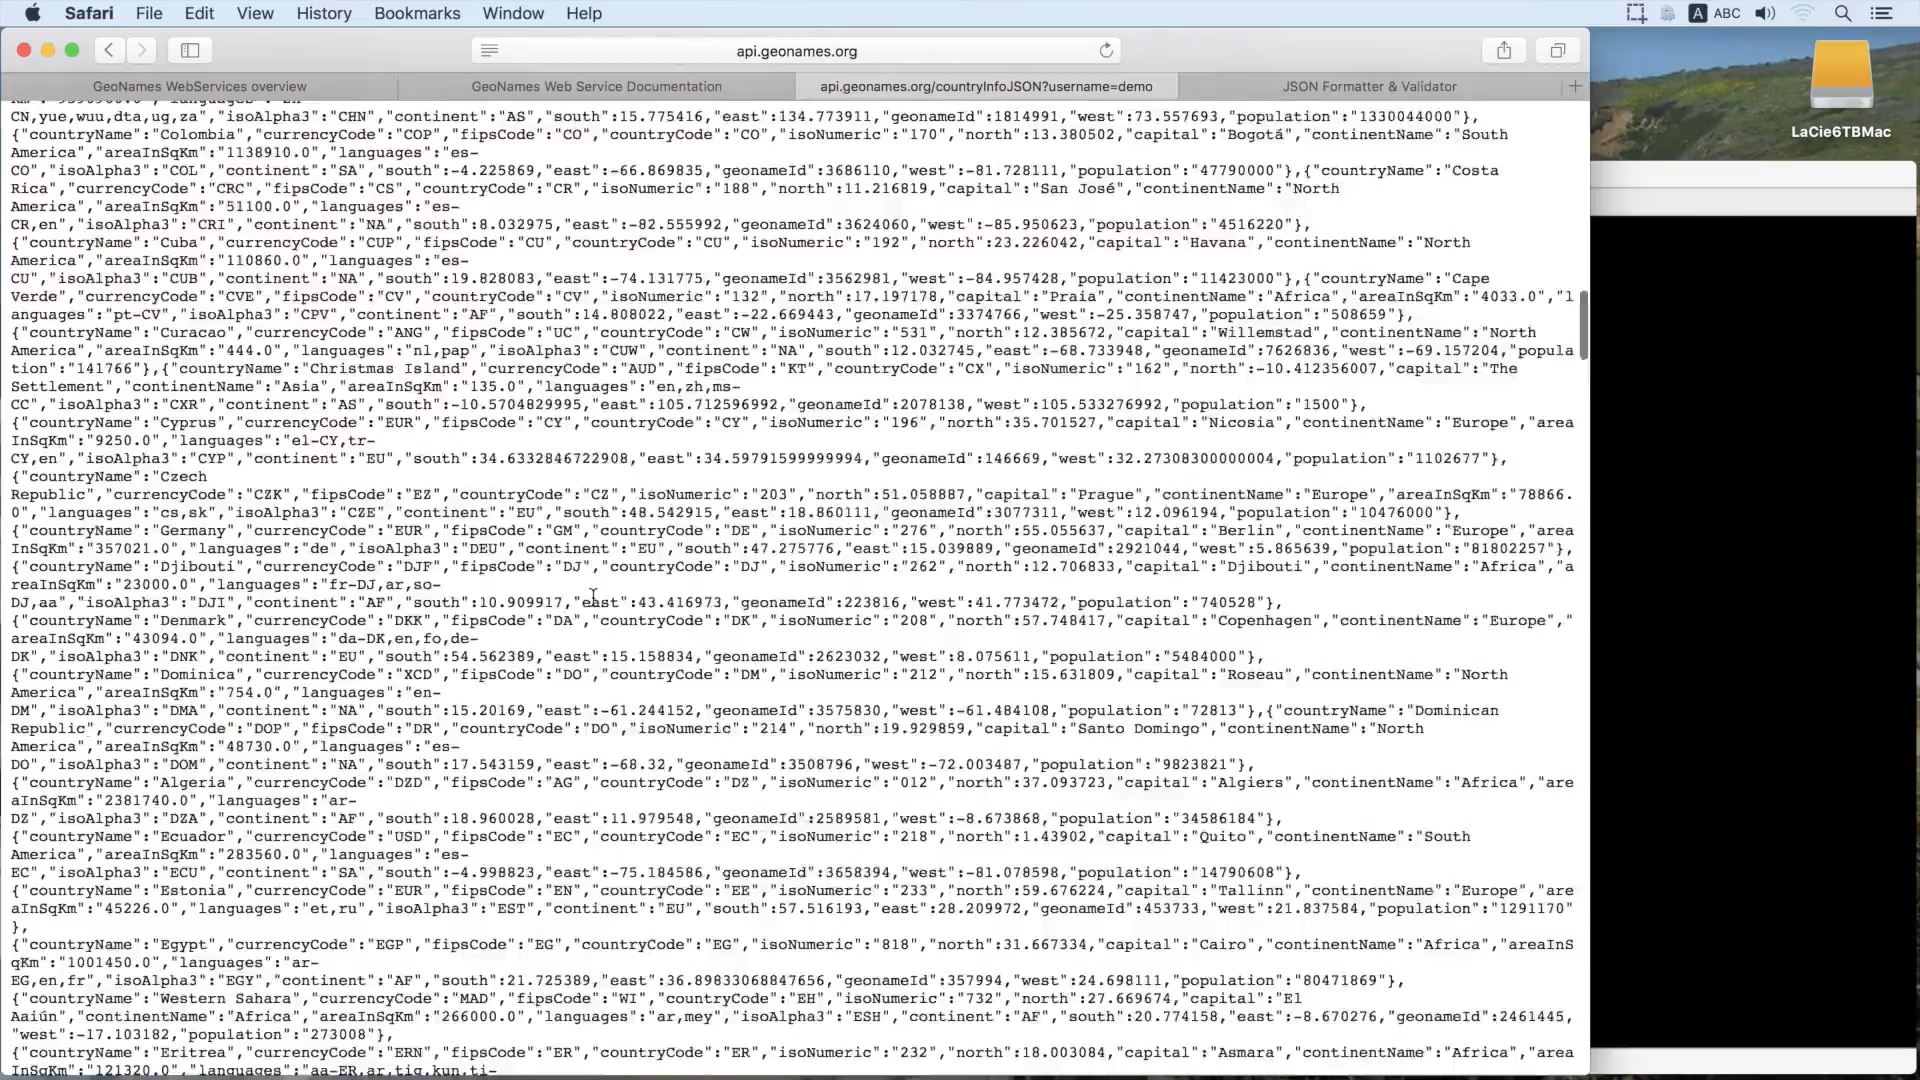 Safari File Edit View History Bookmarks Window Help
A ABC
api.geonames.org
GeoNames WebServices overview
GeoNames Web Service Documentation
api.geonames.org/countryInfoJSON?username=demo
JSON Formatter & Validator
LaCie6TBMac
CN,yue,wuu,dta,ug,za","isoAlpha3":"CHN","continent":"AS","south":15.775416,"east":134.773911,"geonameId":1814991,"west":73.557693,"population":"1330044000"},
{"countryName":"Colombia","currencyCode":"COP","fipsCode":"CO","countryCode":"CO","isoNumeric":"170","north":13.380502,"capital":"Bogotá","continentName":"South
America","areaInSqKm":"1138910.0","languages":"es-
CO","isoAlpha3":"COL","continent":"SA","south":-4.225869,"east":-66.869835,"geonameId":3686110,"west":-81.728111,"population":"47790000"},{"countryName":"Costa
Rica","currencyCode":"CRC","fipsCode":"CS","countryCode":"CR","isoNumeric":"188","north":11.216819,"capital":"San José","continentName":"North
America","areaInSqKm":"51100.0","languages":"es-
CR,en","isoAlpha3":"CRI","continent":"NA","south":8.032975,"east":-82.555992,"geonameId":3624060,"west":-85.950623,"population":"4516220"},
{"countryName":"Cuba","currencyCode":"CUP","fipsCode":"CU","countryCode":"CU","isoNumeric":"192","north":23.226042,"capital":"Havana","continentName":"North
America","areaInSqKm":"110860.0","languages":"es-
CU","isoAlpha3":"CUB","continent":"NA","south":19.828083,"east":-74.131775,"geonameId":3562981,"west":-84.957428,"population":"11423000"},{"countryName":"Cape
Verde","currencyCode":"CVE","fipsCode":"CV","countryCode":"CV","isoNumeric":"132","north":17.197178,"capital":"Praia","continentName":"Africa","areaInSqKm":"4033.0","l
anguages":"pt-CV","isoAlpha3":"CPV","continent":"AF","south":14.808022,"east":-22.669443,"geonameId":3374766,"west":-25.358747,"population":"508659"},
{"countryName":"Curacao","currencyCode":"ANG","fipsCode":"UC","countryCode":"CW","isoNumeric":"531","north":12.385672,"capital":"Willemstad","continentName":"North
America","areaInSqKm":"444.0","languages":"nl,pap","isoAlpha3":"CUW","continent":"NA","south":12.032745,"east":-68.733948,"geonameId":7626836,"west":-69.157204,"popula
tion":"141766"},{"countryName":"Christmas Island","currencyCode":"AUD","fipsCode":"KT","countryCode":"CX","isoNumeric":"162","north":-10.412356007,"capital":"The
Settlement","continentName":"Asia","areaInSqKm":"135.0","languages":"en,zh,ms-
CC","isoAlpha3":"CXR","continent":"AS","south":-10.5704829995,"east":105.712596992,"geonameId":2078138,"west":105.533276992,"population":"1500"},
{"countryName":"Cyprus","currencyCode":"EUR","fipsCode":"CY","countryCode":"CY","isoNumeric":"196","north":35.701527,"capital":"Nicosia","continentName":"Europe","area
InSqKm":"9250.0","languages":"el-CY,tr-
CY,en","isoAlpha3":"CYP","continent":"EU","south":34.6332846722908,"east":34.59791599999994,"geonameId":146669,"west":32.27308300000004,"population":"1102677"},
{"countryName":"Czech
Republic","currencyCode":"CZK","fipsCode":"EZ","countryCode":"CZ","isoNumeric":"203","north":51.058887,"capital":"Prague","continentName":"Europe","areaInSqKm":"78866.
0","languages":"cs,sk","isoAlpha3":"CZE","continent":"EU","south":48.542915,"east":18.860111,"geonameId":3077311,"west":12.096194,"population":"10476000"},
{"countryName":"Germany","currencyCode":"EUR","fipsCode":"GM","countryCode":"DE","isoNumeric":"276","north":55.055637,"capital":"Berlin","continentName":"Europe","area
InSqKm":"357021.0","languages":"de","isoAlpha3":"DEU","continent":"EU","south":47.275776,"east":15.039889,"geonameId":2921044,"west":5.865639,"population":"81802257"},
{"countryName":"Djibouti","currencyCode":"DJF","fipsCode":"DJ","countryCode":"DJ","isoNumeric":"262","north":12.706833,"capital":"Djibouti","continentName":"Africa","a
reaInSqKm":"23000.0","languages":"fr-DJ,ar,so-
DJ,aa","isoAlpha3":"DJI","continent":"AF","south":10.909917,"east":43.416973,"geonameId":223816,"west":41.773472,"population":"740528"},
{"countryName":"Denmark","currencyCode":"DKK","fipsCode":"DA","countryCode":"DK","isoNumeric":"208","north":57.748417,"capital":"Copenhagen","continentName":"Europe","
areaInSqKm":"43094.0","languages":"da-DK,en,fo,de-
DK","isoAlpha3":"DNK","continent":"EU","south":54.562389,"east":15.158834,"geonameId":2623032,"west":8.075611,"population":"5484000"},
{"countryName":"Dominica","currencyCode":"XCD","fipsCode":"DO","countryCode":"DM","isoNumeric":"212","north":15.631809,"capital":"Roseau","continentName":"North
America","areaInSqKm":"754.0","languages":"en-
DM","isoAlpha3":"DMA","continent":"NA","south":15.20169,"east":-61.244152,"geonameId":3575830,"west":-61.484108,"population":"72813"},{"countryName":"Dominican
Republic","currencyCode":"DOP","fipsCode":"DR","countryCode":"DO","isoNumeric":"214","north":19.929859,"capital":"Santo Domingo","continentName":"North
America","areaInSqKm":"48730.0","languages":"es-
DO","isoAlpha3":"DOM","continent":"NA","south":17.543159,"east":-68.32,"geonameId":3508796,"west":-72.003487,"population":"9823821"},
{"countryName":"Algeria","currencyCode":"DZD","fipsCode":"AG","countryCode":"DZ","isoNumeric":"012","north":37.093723,"capital":"Algiers","continentName":"Africa","are
aInSqKm":"2381740.0","languages":"ar-
DZ","isoAlpha3":"DZA","continent":"AF","south":18.960028,"east":11.979548,"geonameId":2589581,"west":-8.673868,"population":"34586184"},
{"countryName":"Ecuador","currencyCode":"USD","fipsCode":"EC","countryCode":"EC","isoNumeric":"218","north":1.43902,"capital":"Quito","continentName":"South
America","areaInSqKm":"283560.0","languages":"es-
EC","isoAlpha3":"ECU","continent":"SA","south":-4.998823,"east":-75.184586,"geonameId":3658394,"west":-81.078598,"population":"14790608"},
{"countryName":"Estonia","currencyCode":"EUR","fipsCode":"EN","countryCode":"EE","isoNumeric":"233","north":59.676224,"capital":"Tallinn","continentName":"Europe","are
aInSqKm":"45226.0","languages":"et,ru","isoAlpha3":"EST","continent":"EU","south":57.516193,"east":28.209972,"geonameId":453733,"west":21.837584,"population":"1291170"
},
{"countryName":"Egypt","currencyCode":"EGP","fipsCode":"EG","countryCode":"EG","isoNumeric":"818","north":31.667334,"capital":"Cairo","continentName":"Africa","areaInS
qKm":"1001450.0","languages":"ar-
EG,en,fr","isoAlpha3":"EGY","continent":"AF","south":21.725389,"east":36.89833068847656,"geonameId":357994,"west":24.698111,"population":"80471869"},
{"countryName":"Western Sahara","currencyCode":"MAD","fipsCode":"WI","countryCode":"EH","isoNumeric":"732","north":27.669674,"capital":"El
Aaiún","continentName":"Africa","areaInSqKm":"266000.0","languages":"ar,mey","isoAlpha3":"ESH","continent":"AF","south":20.774158,"east":-8.670276,"geonameId":2461445,
"west":-17.103182,"population":"273008"},
{"countryName":"Eritrea","currencyCode":"ERN","fipsCode":"ER","countryCode":"ER","isoNumeric":"232","north":18.003084,"capital":"Asmara","continentName":"Africa","area
InSqKm":"121320.0","languages":"aa-ER,ar,tig,kun,ti-